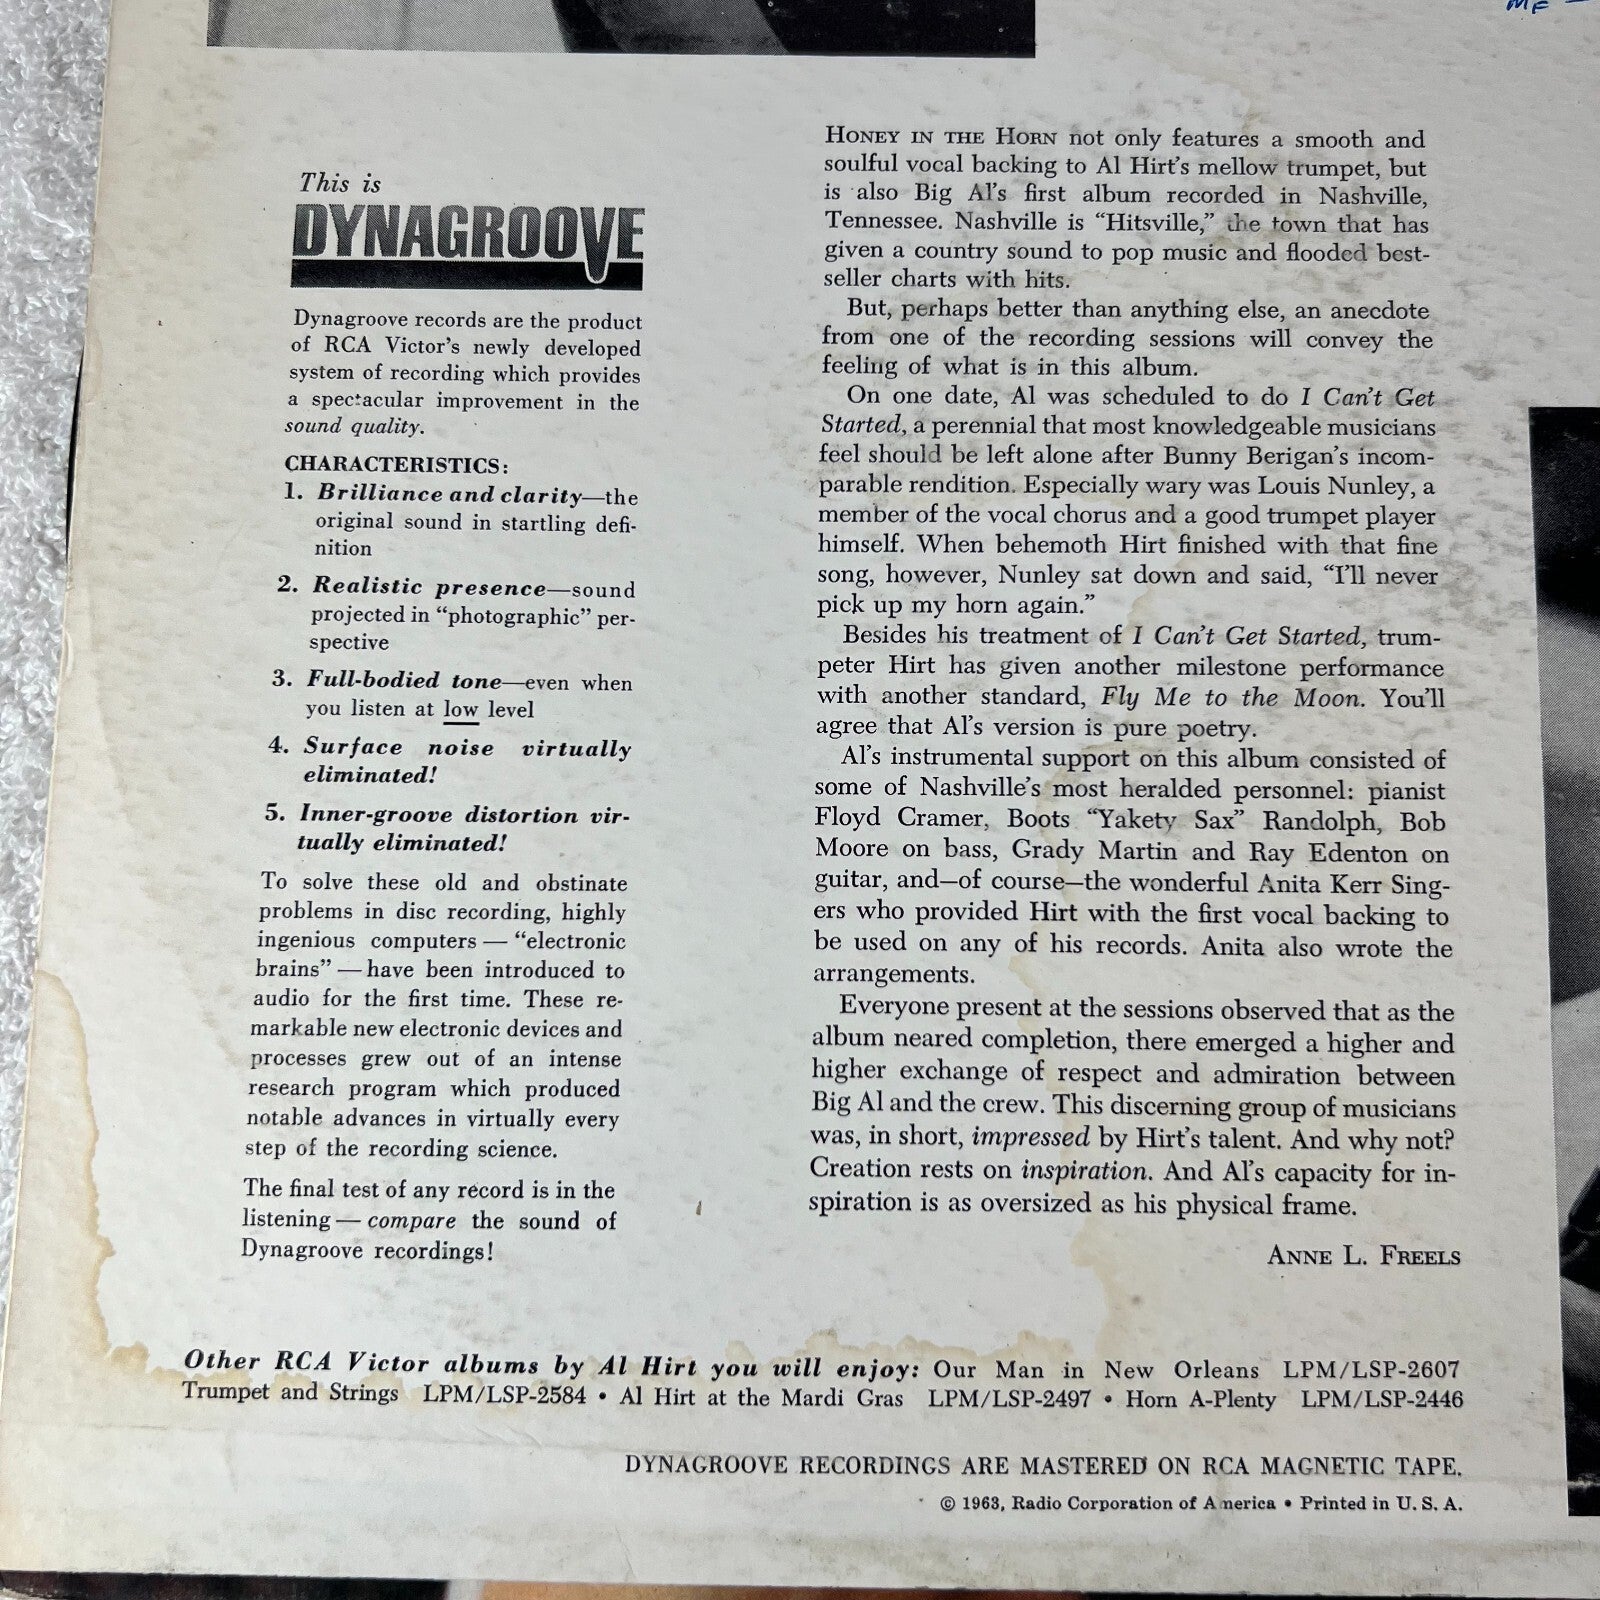 This is
DYNAGROOVE
Dynagroove records are the product
of RCA Victor's newly developed
system of recording which provides
a spectacular improvement in the
sound quality.
CHARACTERISTICS:
1. Brilliance and clarity—the
original sound in startling defi-
nition
2. Realistic presence—sound
projected in “photographic” per-
spective
3. Full-bodied tone—even when
you listen at low level
4. Surface noise virtually
eliminated!
5. Inner-groove distortion vir-
tually eliminated!
To solve these old and obstinate
problems in disc recording, highly
ingenious computers — “electronic
brains” — have been introduced to
audio for the first time. These re-
markable new electronic devices and
processes grew out of an intense
research program which produced
notable advances in virtually every
step of the recording science.
The final test of any record is in the
listening — compare the sound of
Dynagroove recordings!
HONEY IN THE HORN not only features a smooth and
soulful vocal backing to Al Hirt's mellow trumpet, but
is also Big Al's first album recorded in Nashville,
Tennessee. Nashville is “Hitsville,” the town that has
given a country sound to pop music and flooded best-
seller charts with hits.
But, perhaps better than anything else, an anecdote
from one of the recording sessions will convey the
feeling of what is in this album.
On one date, Al was scheduled to do I Can't Get
Started, a perennial that most knowledgeable musicians
feel should be left alone after Bunny Berigan's incom-
parable rendition. Especially wary was Louis Nunley, a
member of the vocal chorus and a good trumpet player
himself. When behemoth Hirt finished with that fine
song, however, Nunley sat down and said, “I'll never
pick up my horn again.”
Besides his treatment of I Can't Get Started, trum-
peter Hirt has given another milestone performance
with another standard, Fly Me to the Moon. You'll
agree that Al's version is pure poetry.
Al's instrumental support on this album consisted of
some of Nashville's most heralded personnel: pianist
Floyd Cramer, Boots “Yakety Sax” Randolph, Bob
Moore on bass, Grady Martin and Ray Edenton on
guitar, and—of course—the wonderful Anita Kerr Sing-
ers who provided Hirt with the first vocal backing to
be used on any of his records. Anita also wrote the
arrangements.
Everyone present at the sessions observed that as the
album neared completion, there emerged a higher and
higher exchange of respect and admiration between
Big Al and the crew. This discerning group of musicians
was, in short, impressed by Hirt's talent. And why not?
Creation rests on inspiration. And Al's capacity for in-
spiration is as oversized as his physical frame.
ANNE L. FREELS
Other RCA Victor albums by Al Hirt you will enjoy: Our Man in New Orleans LPM/LSP-2607
Trumpet and Strings LPM/LSP-2584 • Al Hirt at the Mardi Gras LPM/LSP-2497 • Horn A-Plenty LPM/LSP-2446
DYNAGROOVE RECORDINGS ARE MASTERED ON RCA MAGNETIC TAPE.
© 1963, Radio Corporation of America • Printed in U. S. A.